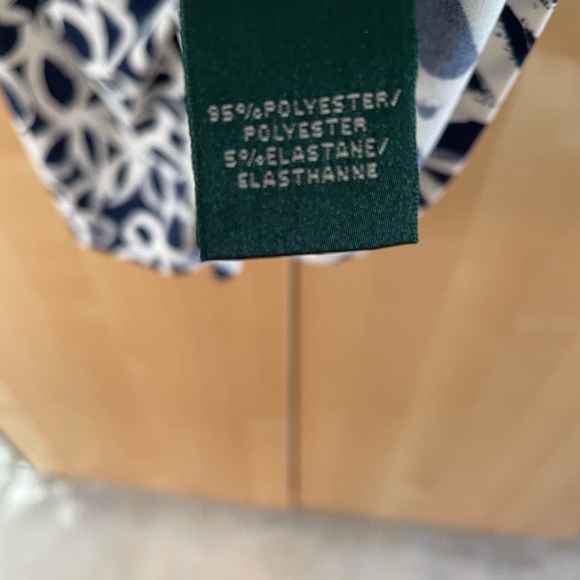 95%POLYESTER/
POLYESTER
5%ELASTANE/
ELASTHANNE